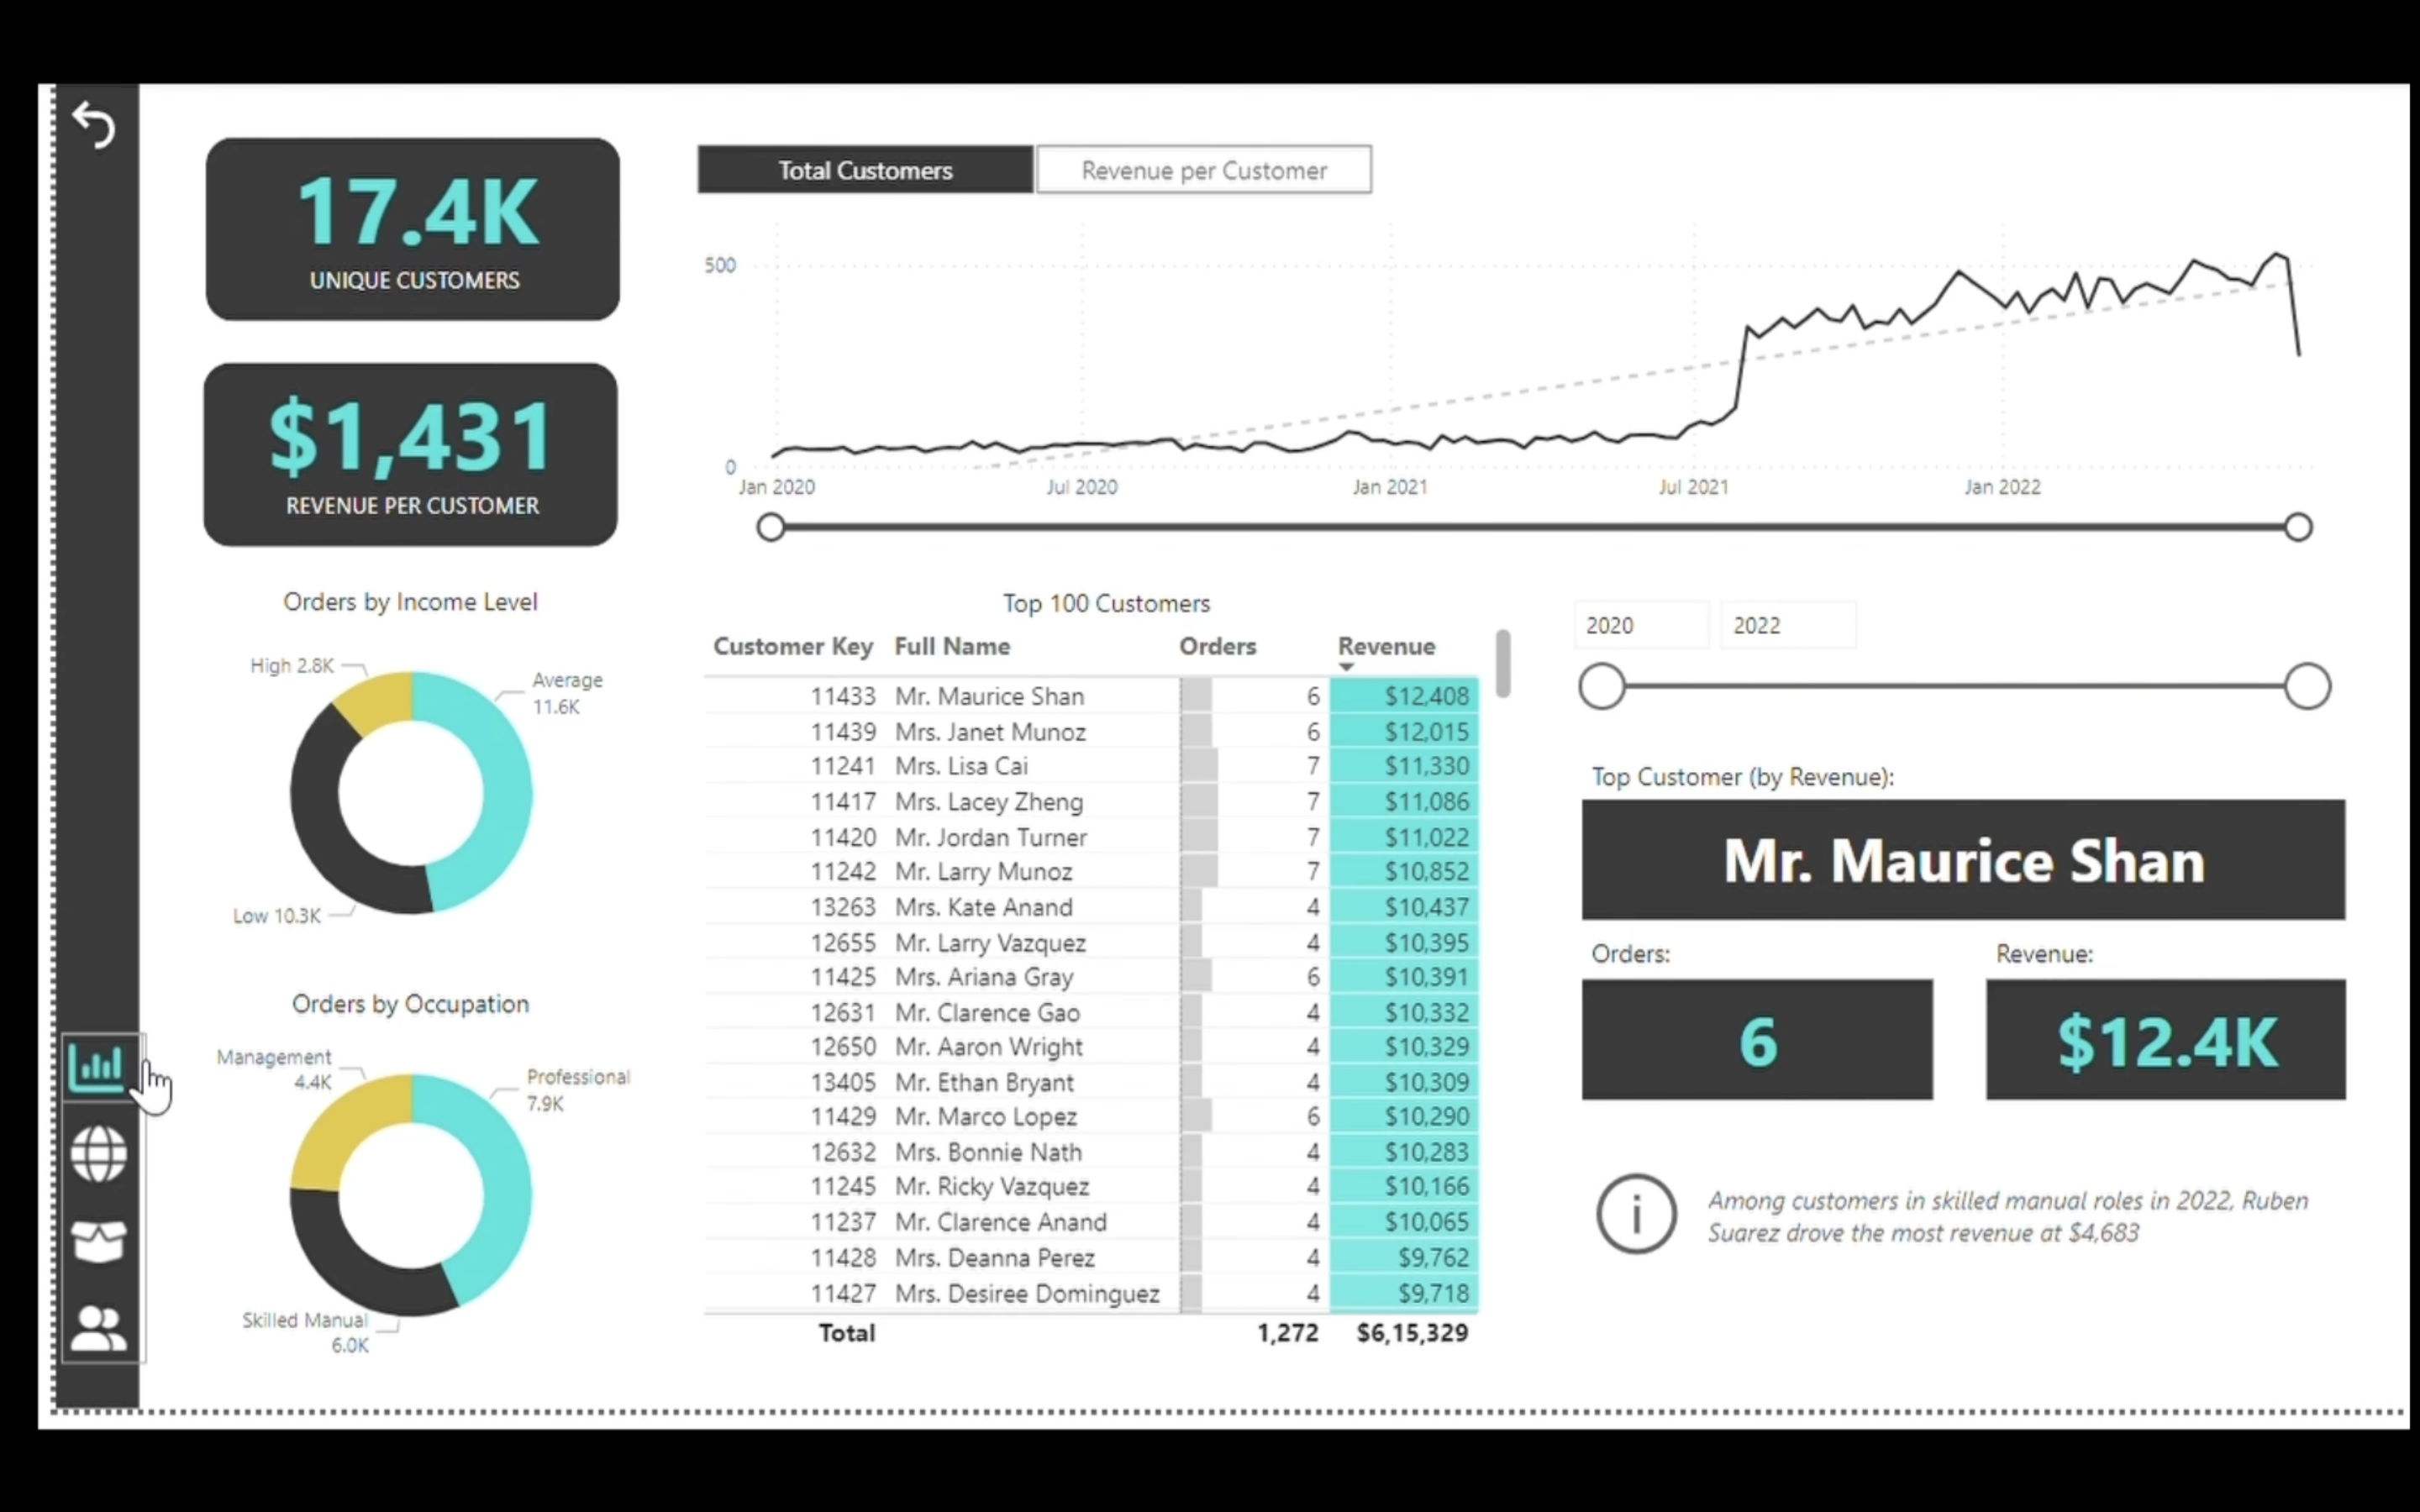 17.4K
UNIQUE CUSTOMERS
$1,431
REVENUE PER CUSTOMER
Total Customers
Revenue per Customer
500
0
Jan 2020
Jul 2020
Jan 2021
Jul 2021
Jan 2022
Orders by Income Level
High 2.8K
Average
11.6K
Low 10.3K
Orders by Occupation
Management
4.4K
Professional
7.9K
Skilled Manual
6.0K
Top 100 Customers
Customer Key Full Name Orders Revenue
11433 Mr. Maurice Shan 6 $12,408
11439 Mrs. Janet Munoz 6 $12,015
11241 Mrs. Lisa Cai 7 $11,330
11417 Mrs. Lacey Zheng 7 $11,086
11420 Mr. Jordan Turner 7 $11,022
11242 Mr. Larry Munoz 7 $10,852
13263 Mrs. Kate Anand 4 $10,437
12655 Mr. Larry Vazquez 4 $10,395
11425 Mrs. Ariana Gray 6 $10,391
12631 Mr. Clarence Gao 4 $10,332
12650 Mr. Aaron Wright 4 $10,329
13405 Mr. Ethan Bryant 4 $10,309
11429 Mr. Marco Lopez 6 $10,290
12632 Mrs. Bonnie Nath 4 $10,283
11245 Mr. Ricky Vazquez 4 $10,166
11237 Mr. Clarence Anand 4 $10,065
11428 Mrs. Deanna Perez 4 $9,762
11427 Mrs. Desiree Dominguez 4 $9,718
Total 1,272 $6,15,329
2020
2022
Top Customer (by Revenue):
Mr. Maurice Shan
Orders:
Revenue:
6
$12.4K
Among customers in skilled manual roles in 2022, Ruben
Suarez drove the most revenue at $4,683